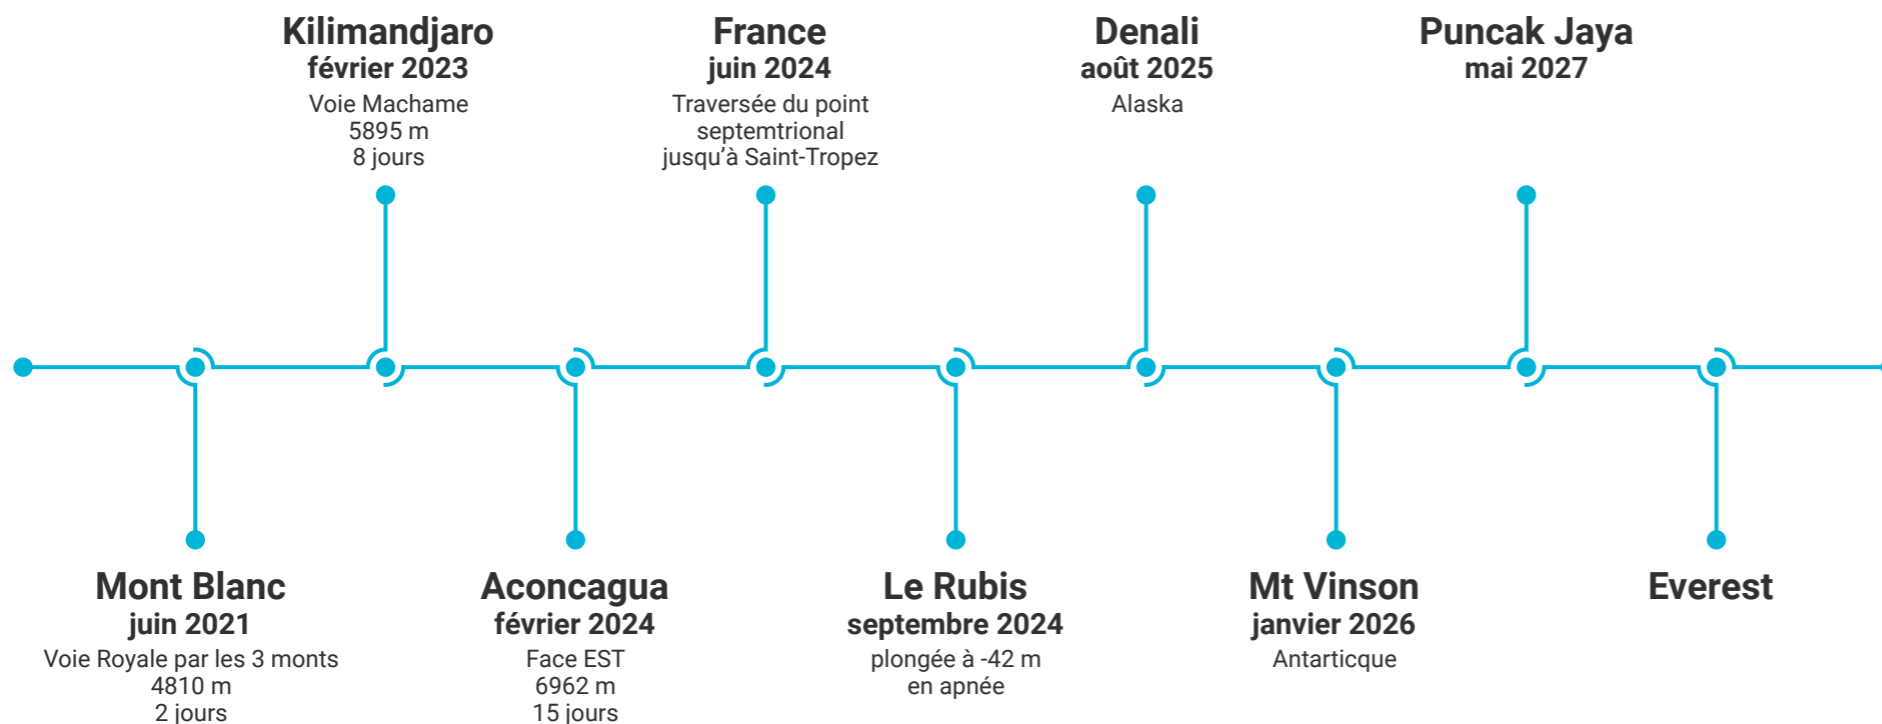 Kilimandjaro
février 2023
Voie Machame
5895 m
8 jours
France
juin 2024
Traversée du point
septemtrional
jusqu’à Saint-Tropez
Denali
août 2025
Alaska
Puncak Jaya
mai 2027
Mont Blanc
juin 2021
Voie Royale par les 3 monts
4810 m
2 jours
Aconcagua
février 2024
Face EST
6962 m
15 jours
Le Rubis
septembre 2024
plongée à -42 m
en apnée
Mt Vinson
janvier 2026
Antarticque
Everest